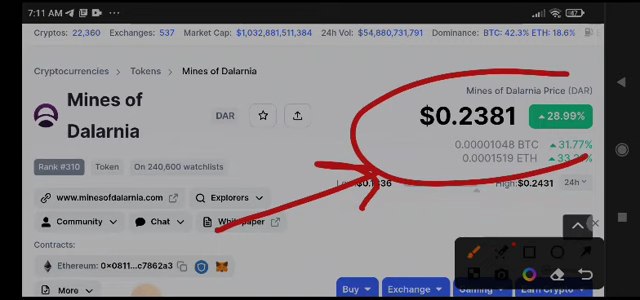 7:11 AM
47
Cryptos: 22,360 Exchanges: 537 Market Cap: $1,032,881,511,384 24h Vol: $54,880,731,791 Dominance: BTC: 42.3% ETH: 18.6%
Cryptocurrencies > Tokens > Mines of Dalarnia
Mines of Dalarnia Price (DAR)
Mines of Dalarnia
DAR
$0.2381 28.99%
0.00001048 BTC 31.77%
0.0001519 ETH
Rank #310 Token On 240,600 watchlists
High:$0.2431 24h
www.minesofdalarnia.com Explorers
Community Chat Whitepaper
Contracts:
Ethereum: 0x0811...c7862a3
More
Buy Exchange Gaming Earn Crypto